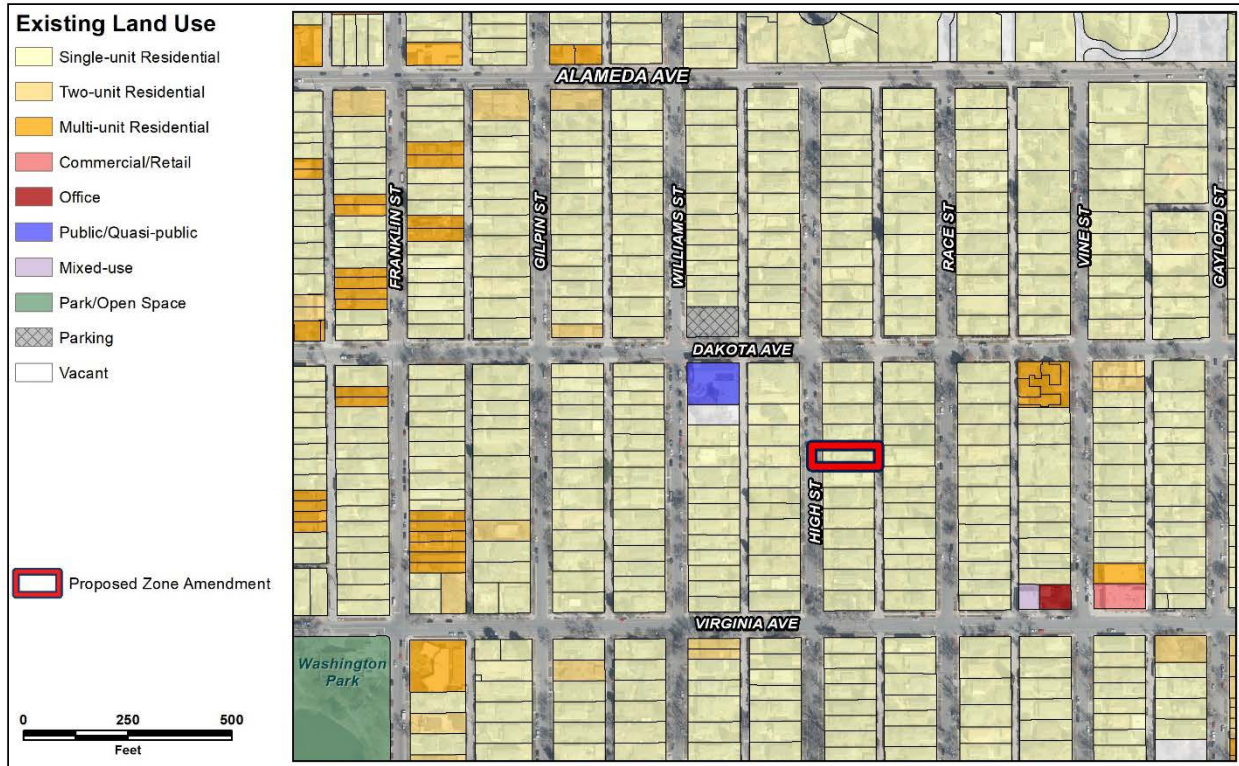 Existing Land Use
Single-unit Residential
Two-unit Residential
Multi-unit Residential
Commercial/Retail
Office
Public/Quasi-public
Mixed-use
Park/Open Space
Parking
Vacant
Proposed Zone Amendment
0 250 500
Feet
ALAMEDA AVE
FRANKLIN ST
GILPIN ST
WILLIAMS ST
RACE ST
VINE ST
GAYLORD ST
DAKOTA AVE
HIGH ST
VIRGINIA AVE
Washington
Park